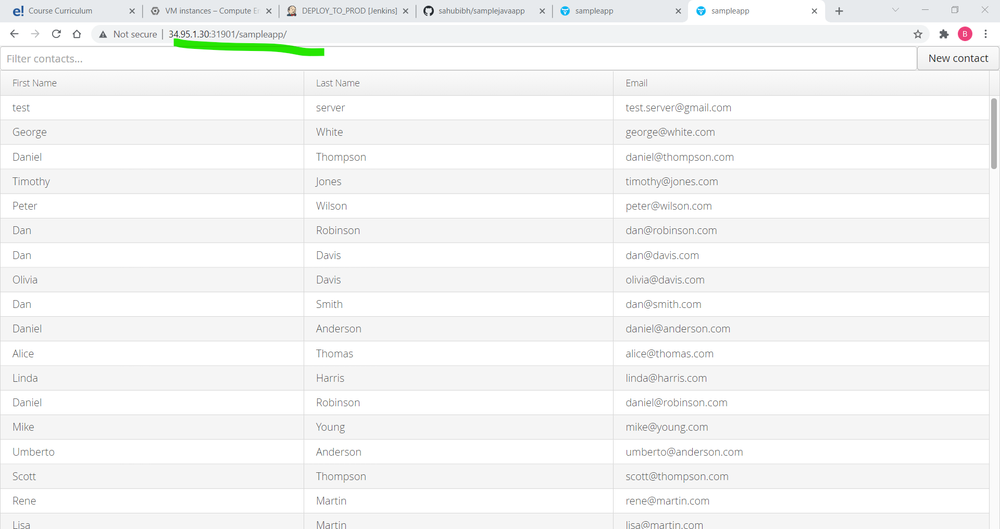 Course Curriculum VM instances – Compute En DEPLOY_TO_PROD [Jenkins] sahubibh/samplejavaapp sampleapp sampleapp
Not secure 34.95.1.30:31901/sampleapp/ B
Filter contacts... New contact
First Name Last Name Email
test server test.server@gmail.com
George White george@white.com
Daniel Thompson daniel@thompson.com
Timothy Jones timothy@jones.com
Peter Wilson peter@wilson.com
Dan Robinson dan@robinson.com
Dan Davis dan@davis.com
Olivia Davis olivia@davis.com
Dan Smith dan@smith.com
Daniel Anderson daniel@anderson.com
Alice Thomas alice@thomas.com
Linda Harris linda@harris.com
Daniel Robinson daniel@robinson.com
Mike Young mike@young.com
Umberto Anderson umberto@anderson.com
Scott Thompson scott@thompson.com
Rene Martin rene@martin.com
Lisa Martin lisa@martin.com